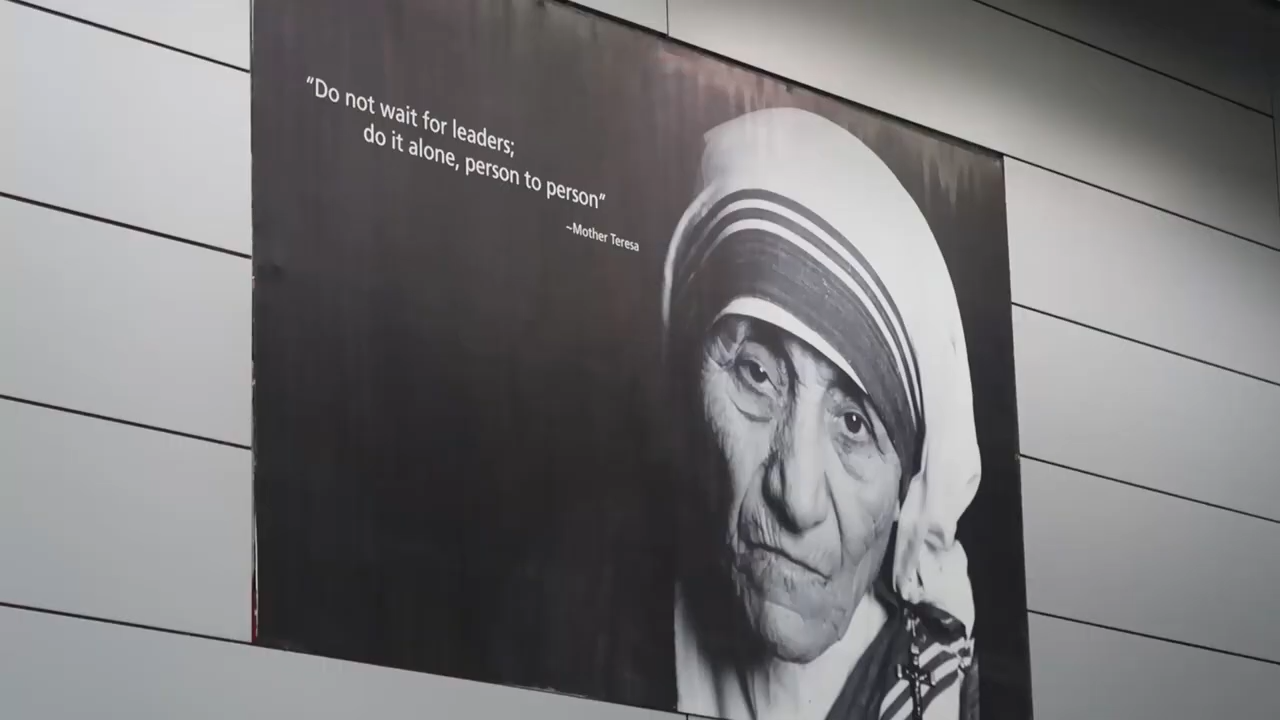 “Do not wait for leaders;
do it alone, person to person”
~Mother Teresa